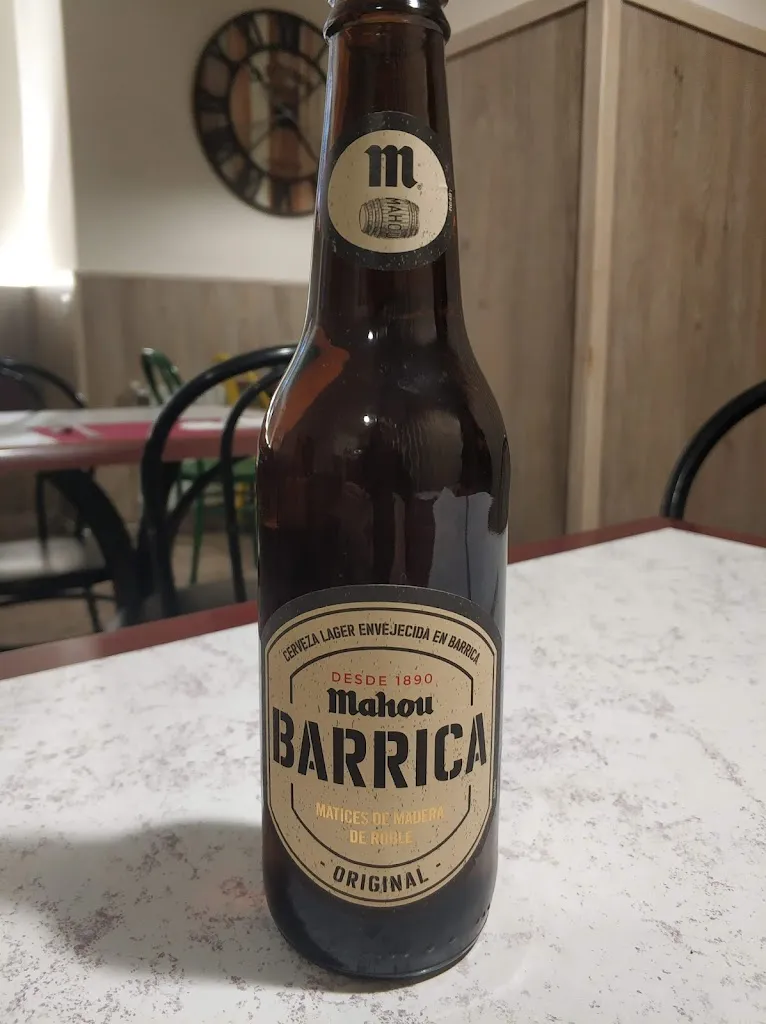 m
MAHOU
CERVEZA LAGER ENVEJECIDA EN BARRICA
DESDE 1890
Mahou
BARRICA
MATICES DE MADERA
DE ROBLE
- ORIGINAL -